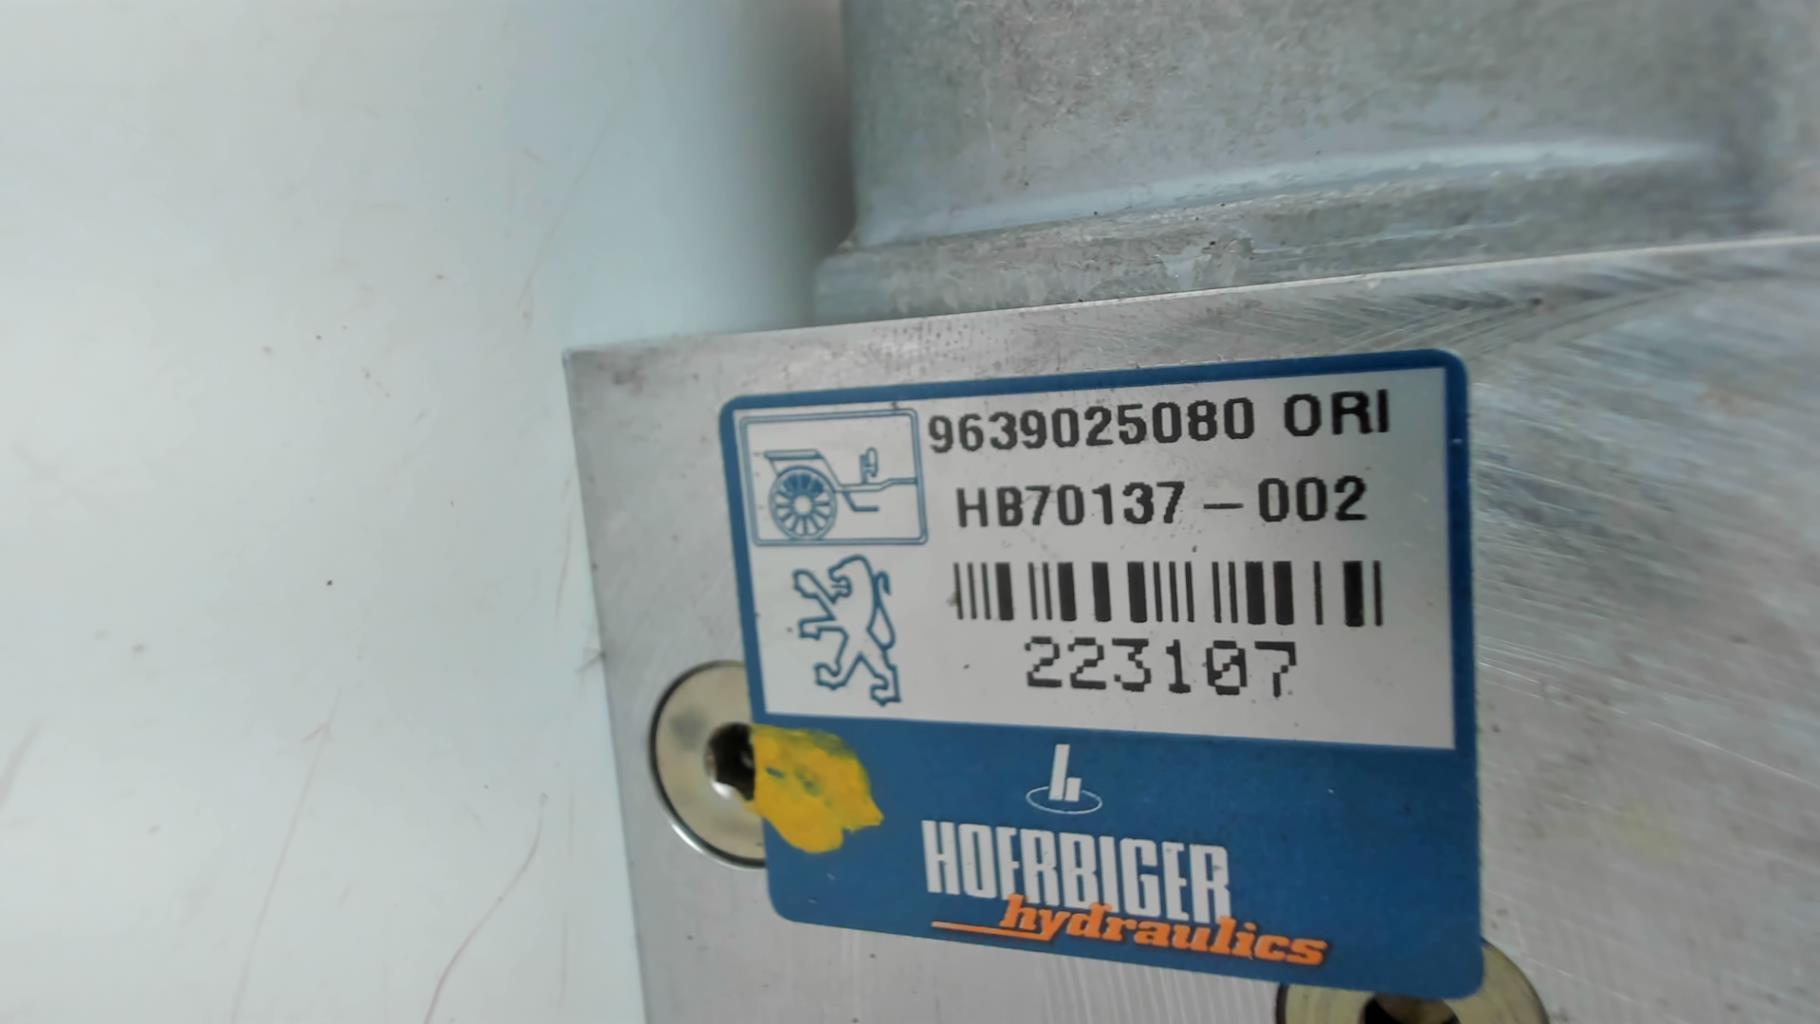 9639025080 ORI
HB70137-002
223107
HOERBIGER
hydraulics